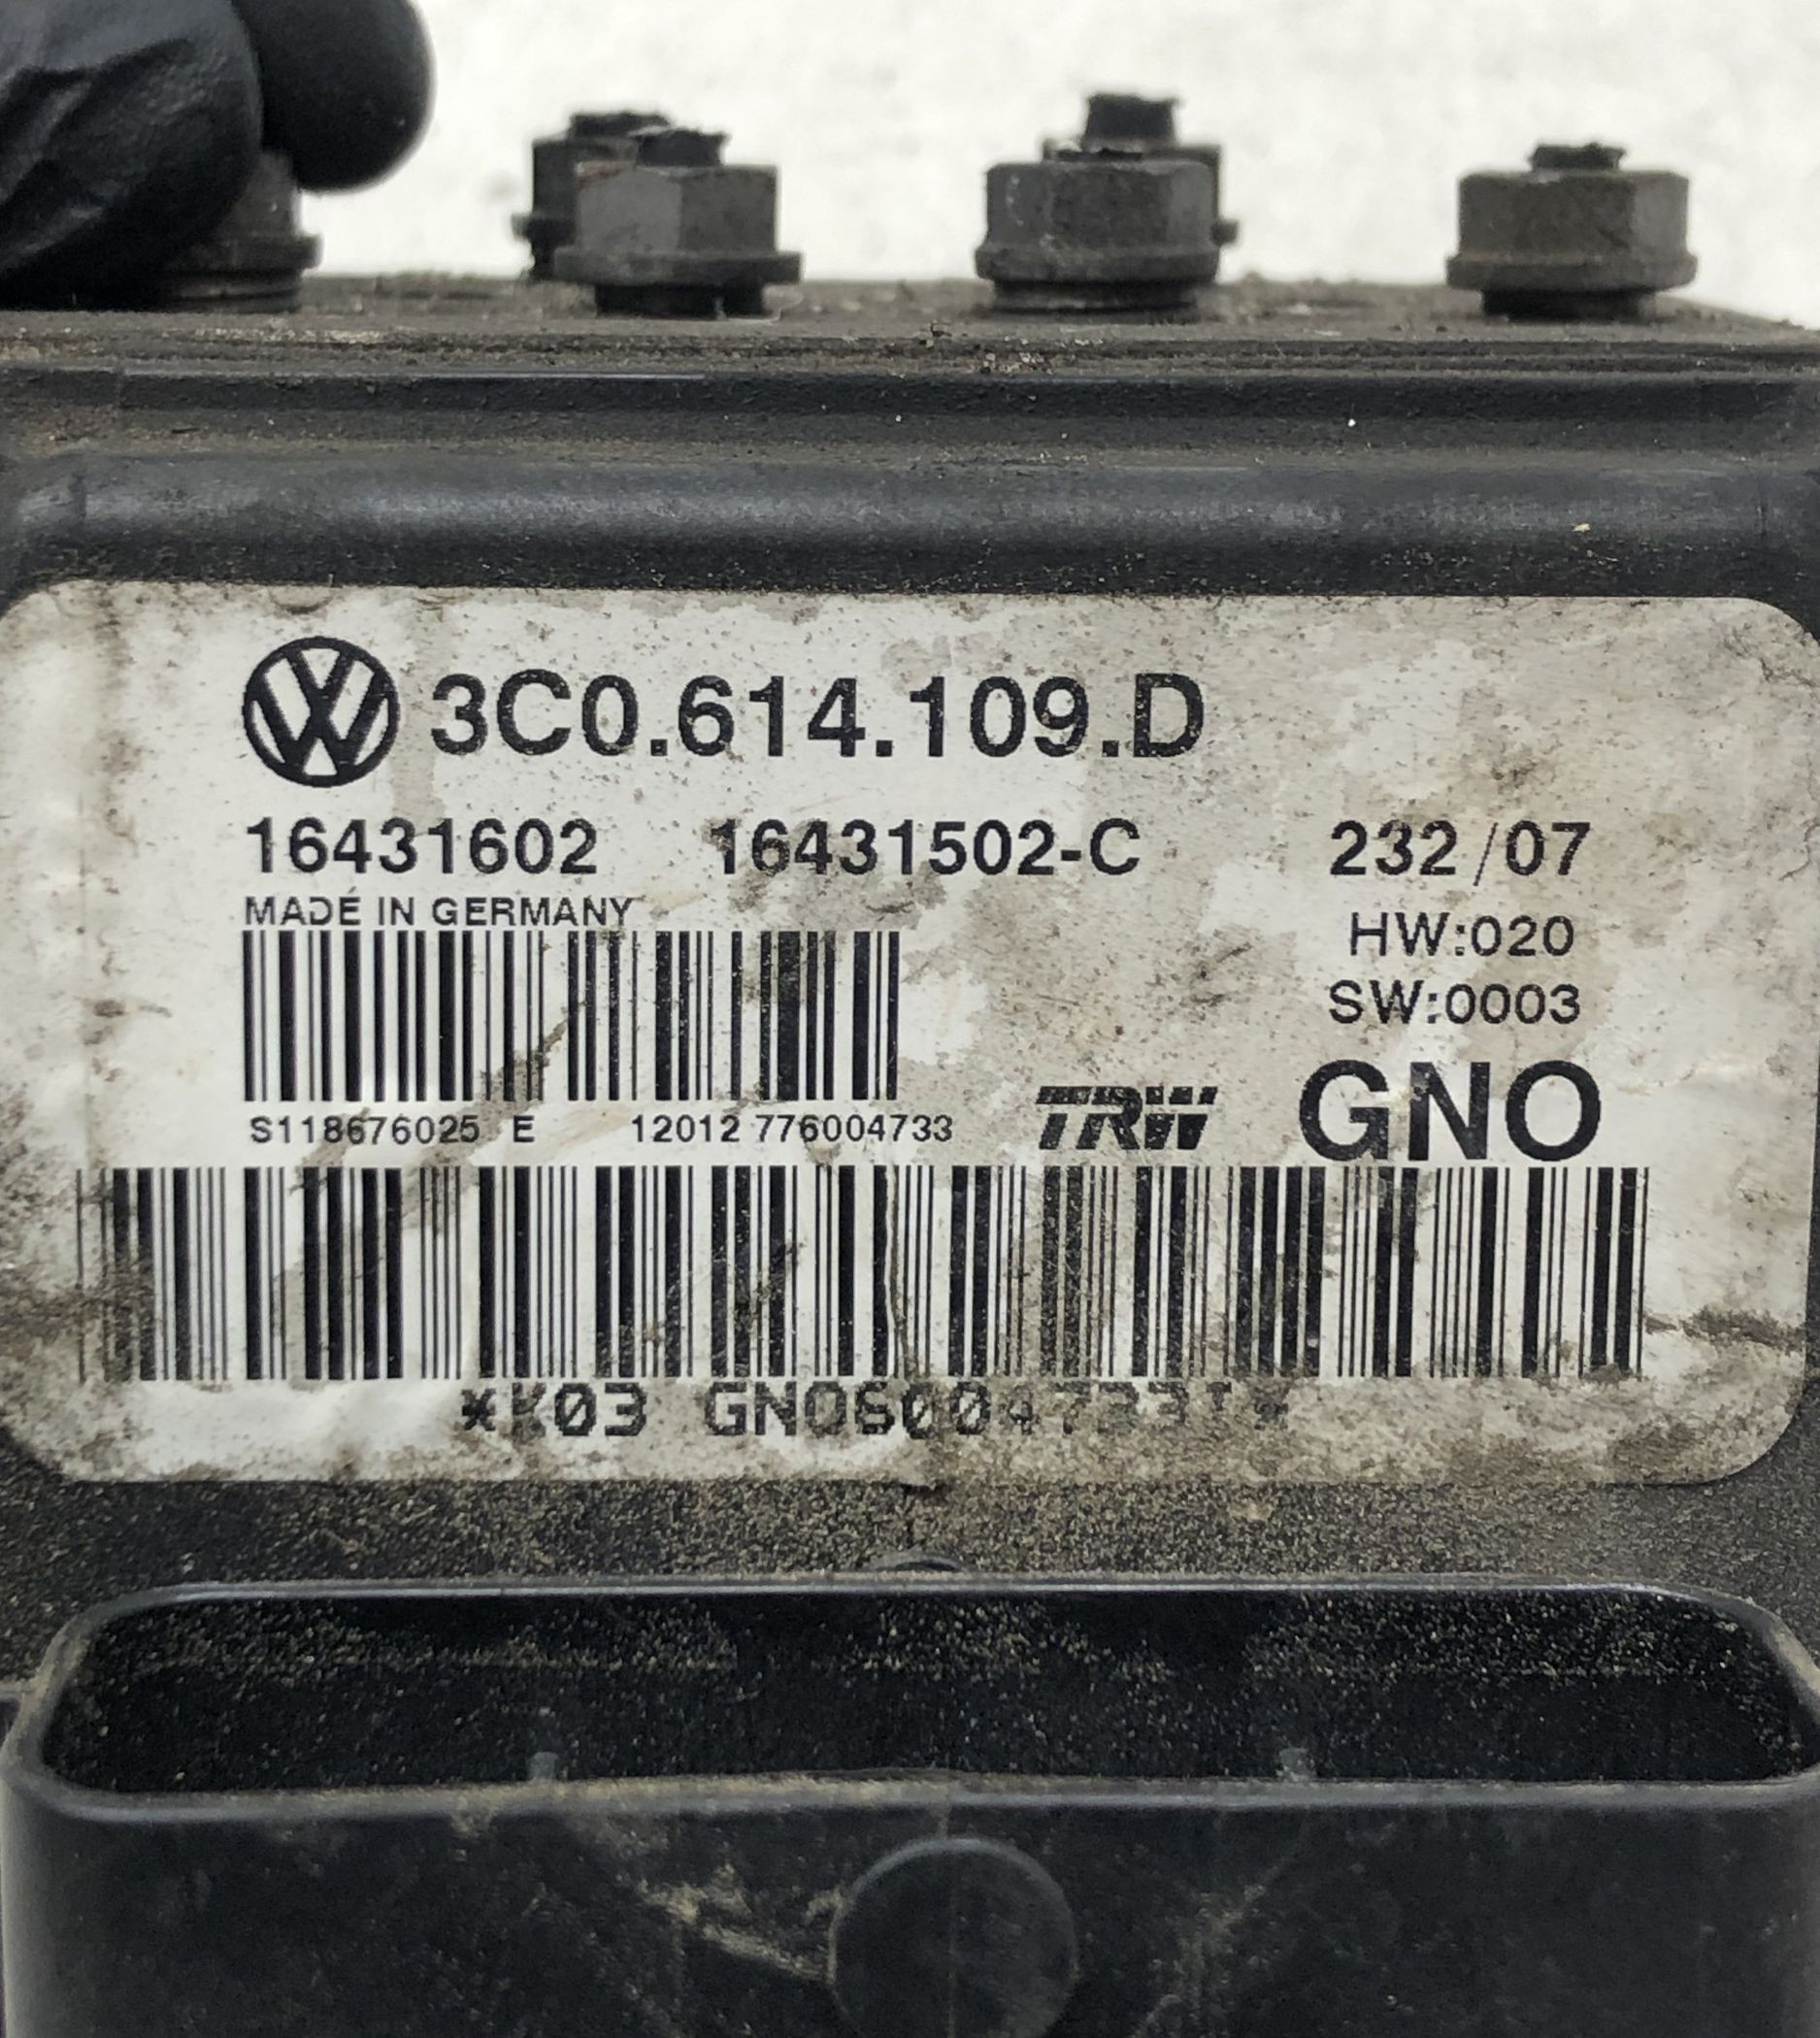 3C0.614.109.D
16431602 16431502-C 232/07
MADE IN GERMANY
HW:020
SW:0003
S118676025 E 12012 776004733
TRW GNO
*K03